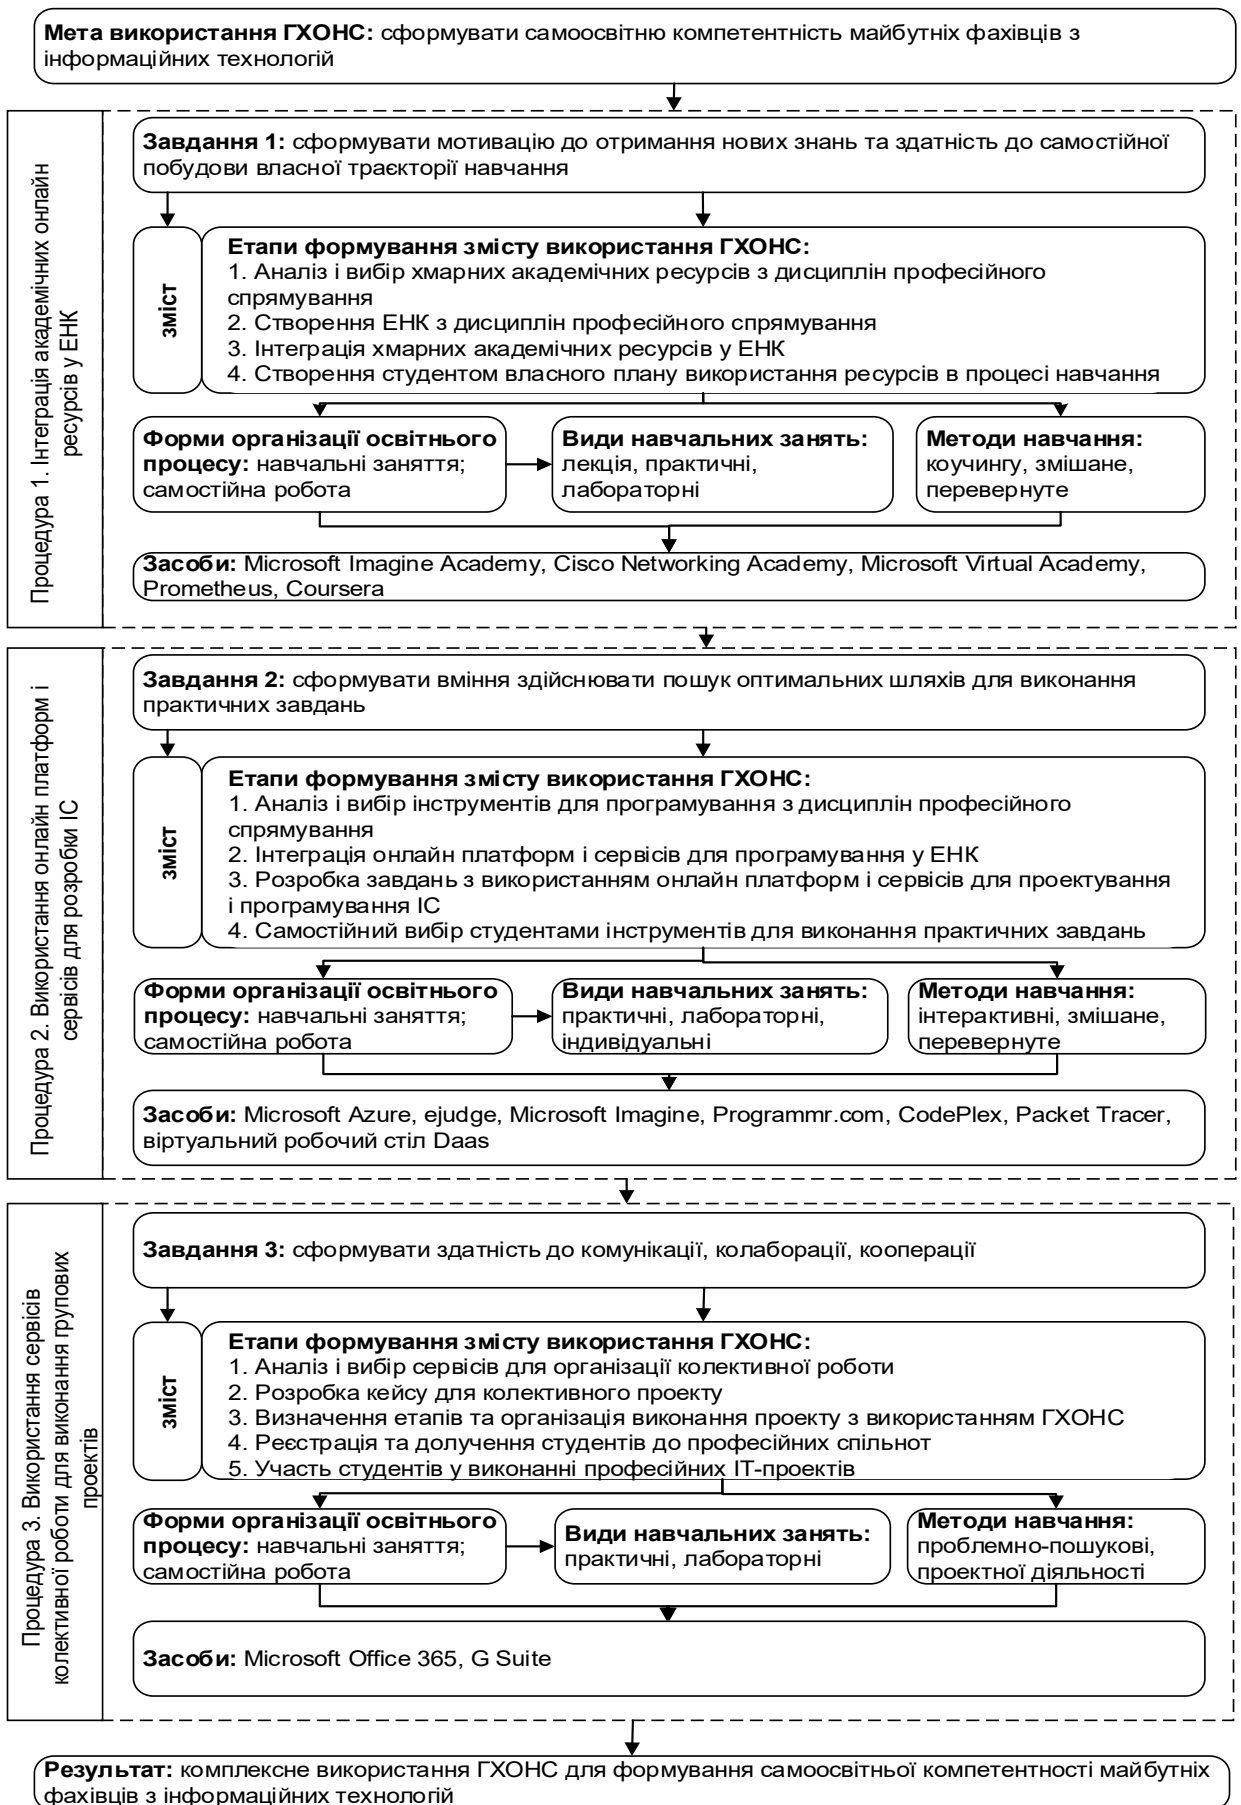 Мета використання ГХОНС: сформувати самоосвітню компетентність майбутніх фахівців з
інформаційних технологій
Процедура 1. Інтеграція академічних онлайн
ресурсів у ЕНК
Завдання 1: сформувати мотивацію до отримання нових знань та здатність до самостійної
побудови власної траєкторії навчання
зміст
Етапи формування змісту використання ГХОНС:
1. Аналіз і вибір хмарних академічних ресурсів з дисциплін професійного
спрямування
2. Створення ЕНК з дисциплін професійного спрямування
3. Інтеграція хмарних академічних ресурсів у ЕНК
4. Створення студентом власного плану використання ресурсів в процесі навчання
Форми організації освітнього
процесу: навчальні заняття;
самостійна робота
Види навчальних занять:
лекція, практичні,
лабораторні
Методи навчання:
коучингу, змішане,
перевернуте
Засоби: Microsoft Imagine Academy, Cisco Networking Academy, Microsoft Virtual Academy,
Prometheus, Coursera
Процедура 2. Використання онлайн платформ і
сервісів для розробки ІС
Завдання 2: сформувати вміння здійснювати пошук оптимальних шляхів для виконання
практичних завдань
зміст
Етапи формування змісту використання ГХОНС:
1. Аналіз і вибір інструментів для програмування з дисциплін професійного
спрямування
2. Інтеграція онлайн платформ і сервісів для програмування у ЕНК
3. Розробка завдань з використанням онлайн платформ і сервісів для проектування
і програмування ІС
4. Самостійний вибір студентами інструментів для виконання практичних завдань
Форми організації освітнього
процесу: навчальні заняття;
самостійна робота
Види навчальних занять:
практичні, лабораторні,
індивідуальні
Методи навчання:
інтерактивні, змішане,
перевернуте
Засоби: Microsoft Azure, ejudge, Microsoft Imagine, Programmr.com, CodePlex, Packet Tracer,
віртуальний робочий стіл Daas
Процедура 3. Використання сервісів
колективної роботи для виконання групових
проектів
Завдання 3: сформувати здатність до комунікації, колаборації, кооперації
зміст
Етапи формування змісту використання ГХОНС:
1. Аналіз і вибір сервісів для організації колективної роботи
2. Розробка кейсу для колективного проекту
3. Визначення етапів та організація виконання проекту з використанням ГХОНС
4. Реєстрація та долучення студентів до професійних спільнот
5. Участь студентів у виконанні професійних ІТ-проектів
Форми організації освітнього
процесу: навчальні заняття;
самостійна робота
Види навчальних занять:
практичні, лабораторні
Методи навчання:
проблемно-пошукові,
проектної діяльності
Засоби: Microsoft Office 365, G Suite
Результат: комплексне використання ГХОНС для формування самоосвітньої компетентності майбутніх
фахівців з інформаційних технологій